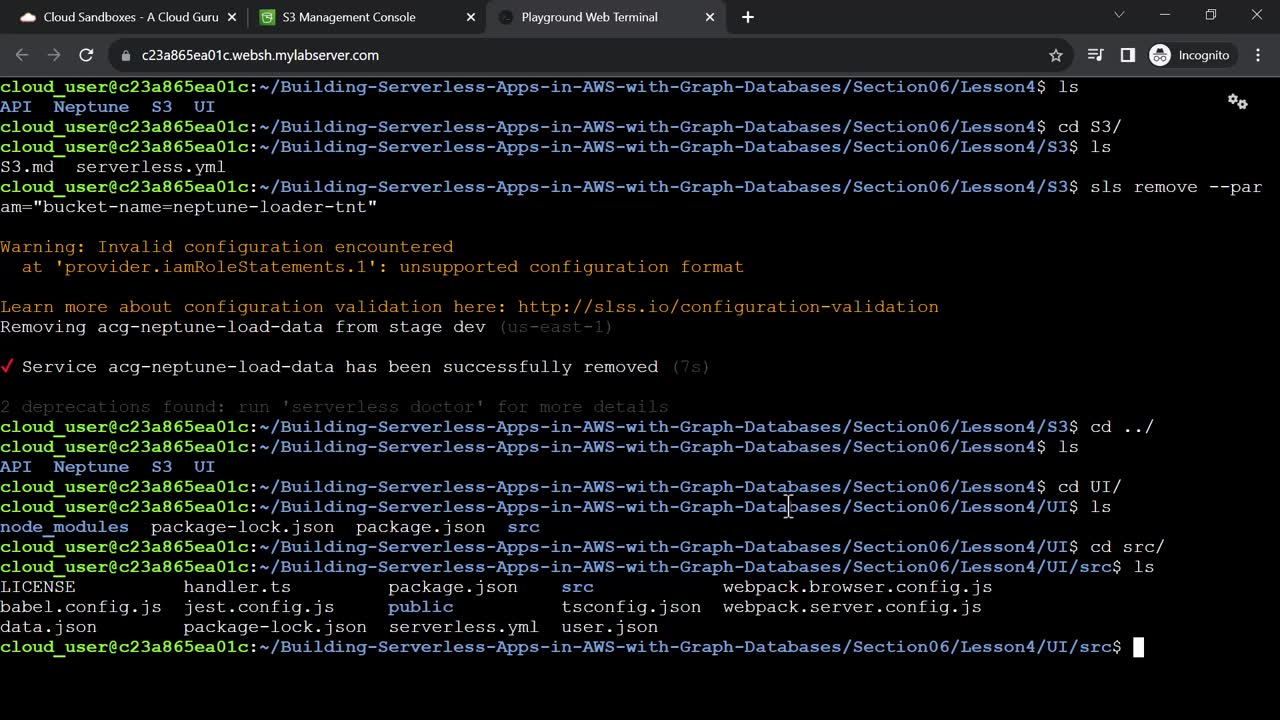 Cloud Sandboxes - A Cloud Guru
S3 Management Console
Playground Web Terminal
c23a865ea01c.websh.mylabserver.com
Incognito
cloud_user@c23a865ea01c:~/Building-Serverless-Apps-in-AWS-with-Graph-Databases/Section06/Lesson4$ ls
API  Neptune  S3  UI
cloud_user@c23a865ea01c:~/Building-Serverless-Apps-in-AWS-with-Graph-Databases/Section06/Lesson4$ cd S3/
cloud_user@c23a865ea01c:~/Building-Serverless-Apps-in-AWS-with-Graph-Databases/Section06/Lesson4/S3$ ls
S3.md  serverless.yml
cloud_user@c23a865ea01c:~/Building-Serverless-Apps-in-AWS-with-Graph-Databases/Section06/Lesson4/S3$ sls remove --par
am="bucket-name=neptune-loader-tnt"
Warning: Invalid configuration encountered
  at 'provider.iamRoleStatements.1': unsupported configuration format
Learn more about configuration validation here: http://slss.io/configuration-validation
Removing acg-neptune-load-data from stage dev (us-east-1)
✓ Service acg-neptune-load-data has been successfully removed (7s)
2 deprecations found: run 'serverless doctor' for more details
cloud_user@c23a865ea01c:~/Building-Serverless-Apps-in-AWS-with-Graph-Databases/Section06/Lesson4/S3$ cd ../
cloud_user@c23a865ea01c:~/Building-Serverless-Apps-in-AWS-with-Graph-Databases/Section06/Lesson4$ ls
API  Neptune  S3  UI
cloud_user@c23a865ea01c:~/Building-Serverless-Apps-in-AWS-with-Graph-Databases/Section06/Lesson4$ cd UI/
cloud_user@c23a865ea01c:~/Building-Serverless-Apps-in-AWS-with-Graph-Databases/Section06/Lesson4/UI$ ls
node_modules  package-lock.json  package.json  src
cloud_user@c23a865ea01c:~/Building-Serverless-Apps-in-AWS-with-Graph-Databases/Section06/Lesson4/UI$ cd src/
cloud_user@c23a865ea01c:~/Building-Serverless-Apps-in-AWS-with-Graph-Databases/Section06/Lesson4/UI/src$ ls
LICENSE          handler.ts         package.json    src            webpack.browser.config.js
babel.config.js  jest.config.js     public          tsconfig.json  webpack.server.config.js
data.json        package-lock.json  serverless.yml  user.json
cloud_user@c23a865ea01c:~/Building-Serverless-Apps-in-AWS-with-Graph-Databases/Section06/Lesson4/UI/src$